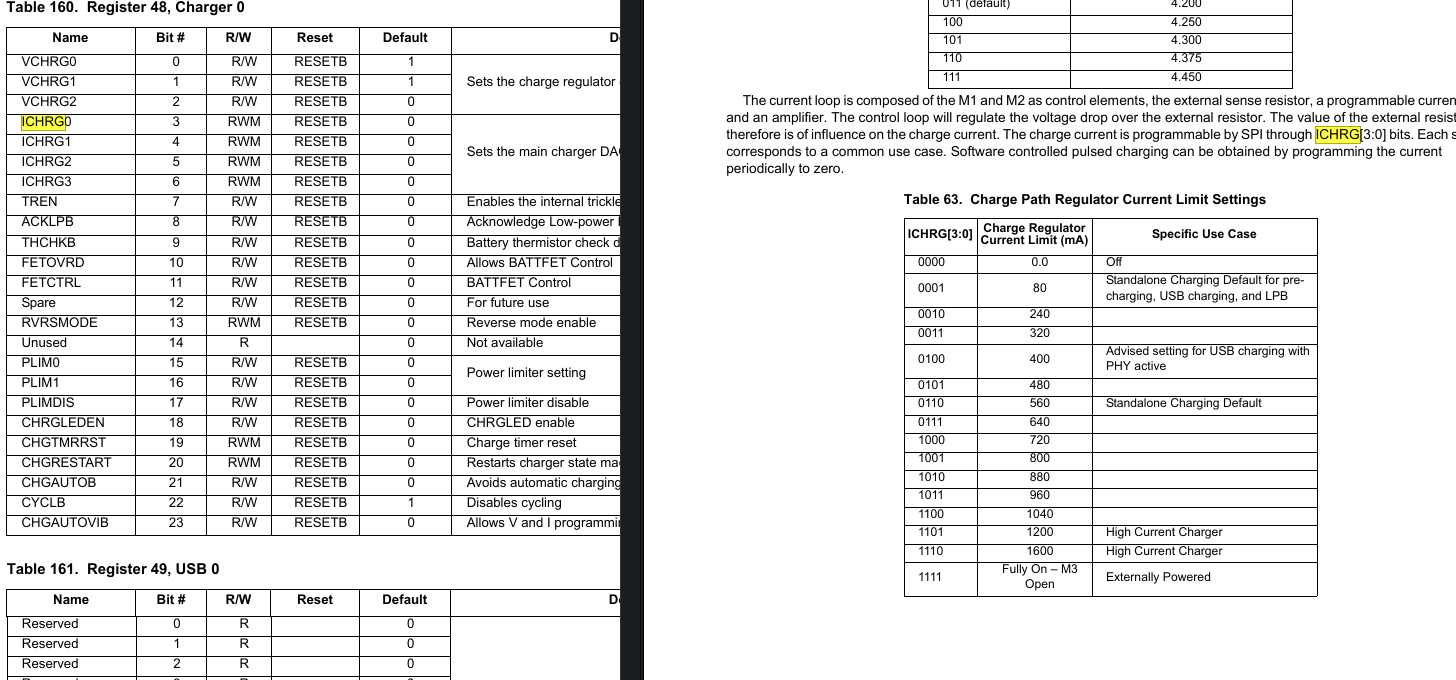 Table 160. Register 48, Charger 0
Name Bit # R/W Reset Default
VCHRG0 0 R/W RESETB 1
VCHRG1 1 R/W RESETB 1 Sets the charge regulator
VCHRG2 2 R/W RESETB 0
ICHRG0 3 RWM RESETB 0
ICHRG1 4 RWM RESETB 0
Sets the main charger DAC
ICHRG2 5 RWM RESETB 0
ICHRG3 6 RWM RESETB 0
TREN 7 R/W RESETB 0 Enables the internal trickle
ACKLPB 8 R/W RESETB 0 Acknowledge Low-power
THCHKB 9 R/W RESETB 0 Battery thermistor check
FETOVRD 10 R/W RESETB 0 Allows BATTFET Control
FETCTRL 11 R/W RESETB 0 BATTFET Control
Spare 12 R/W RESETB 0 For future use
RVRSMODE 13 RWM RESETB 0 Reverse mode enable
Unused 14 R 0 Not available
PLIM0 15 R/W RESETB 0
Power limiter setting
PLIM1 16 R/W RESETB 0
PLIMDIS 17 R/W RESETB 0 Power limiter disable
CHRGLEDEN 18 R/W RESETB 0 CHRGLED enable
CHGTMRRST 19 RWM RESETB 0 Charge timer reset
CHGRESTART 20 RWM RESETB 0 Restarts charger state
CHGAUTOB 21 R/W RESETB 0 Avoids automatic charging
CYCLB 22 R/W RESETB 1 Disables cycling
CHGAUTOVIB 23 R/W RESETB 0 Allows V and I
Table 161. Register 49, USB 0
Name Bit # R/W Reset Default
Reserved 0 R 0
Reserved 1 R 0
Reserved 2 R 0
011 (default) 4.200
100 4.250
101 4.300
110 4.375
111 4.450
The current loop is composed of the M1 and M2 as control elements, the external sense resistor, a programmable
and an amplifier. The control loop will regulate the voltage drop over the external resistor. The value of the external
therefore is of influence on the charge current. The charge current is programmable by SPI through ICHRG[3:0] bits. Each
corresponds to a common use case. Software controlled pulsed charging can be obtained by programming the current
periodically to zero.
Table 63. Charge Path Regulator Current Limit Settings
ICHRG[3:0] Charge Regulator Current Limit (mA) Specific Use Case
0000 0.0 Off
0001 80 Standalone Charging Default for pre-
charging, USB charging, and LPB
0010 240
0011 320
0100 400 Advised setting for USB charging with
PHY active
0101 480
0110 560 Standalone Charging Default
0111 640
1000 720
1001 800
1010 880
1011 960
1100 1040
1101 1200 High Current Charger
1110 1600 High Current Charger
1111 Fully On – M3 Open Externally Powered